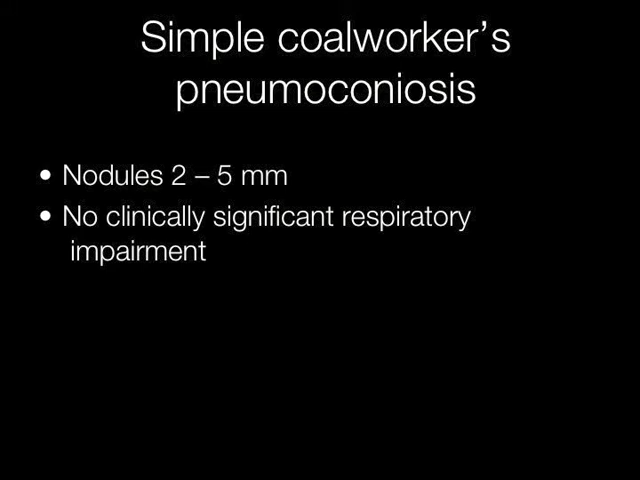 Simple coalworker’s
pneumoconiosis
• Nodules 2 – 5 mm
• No clinically significant respiratory
impairment